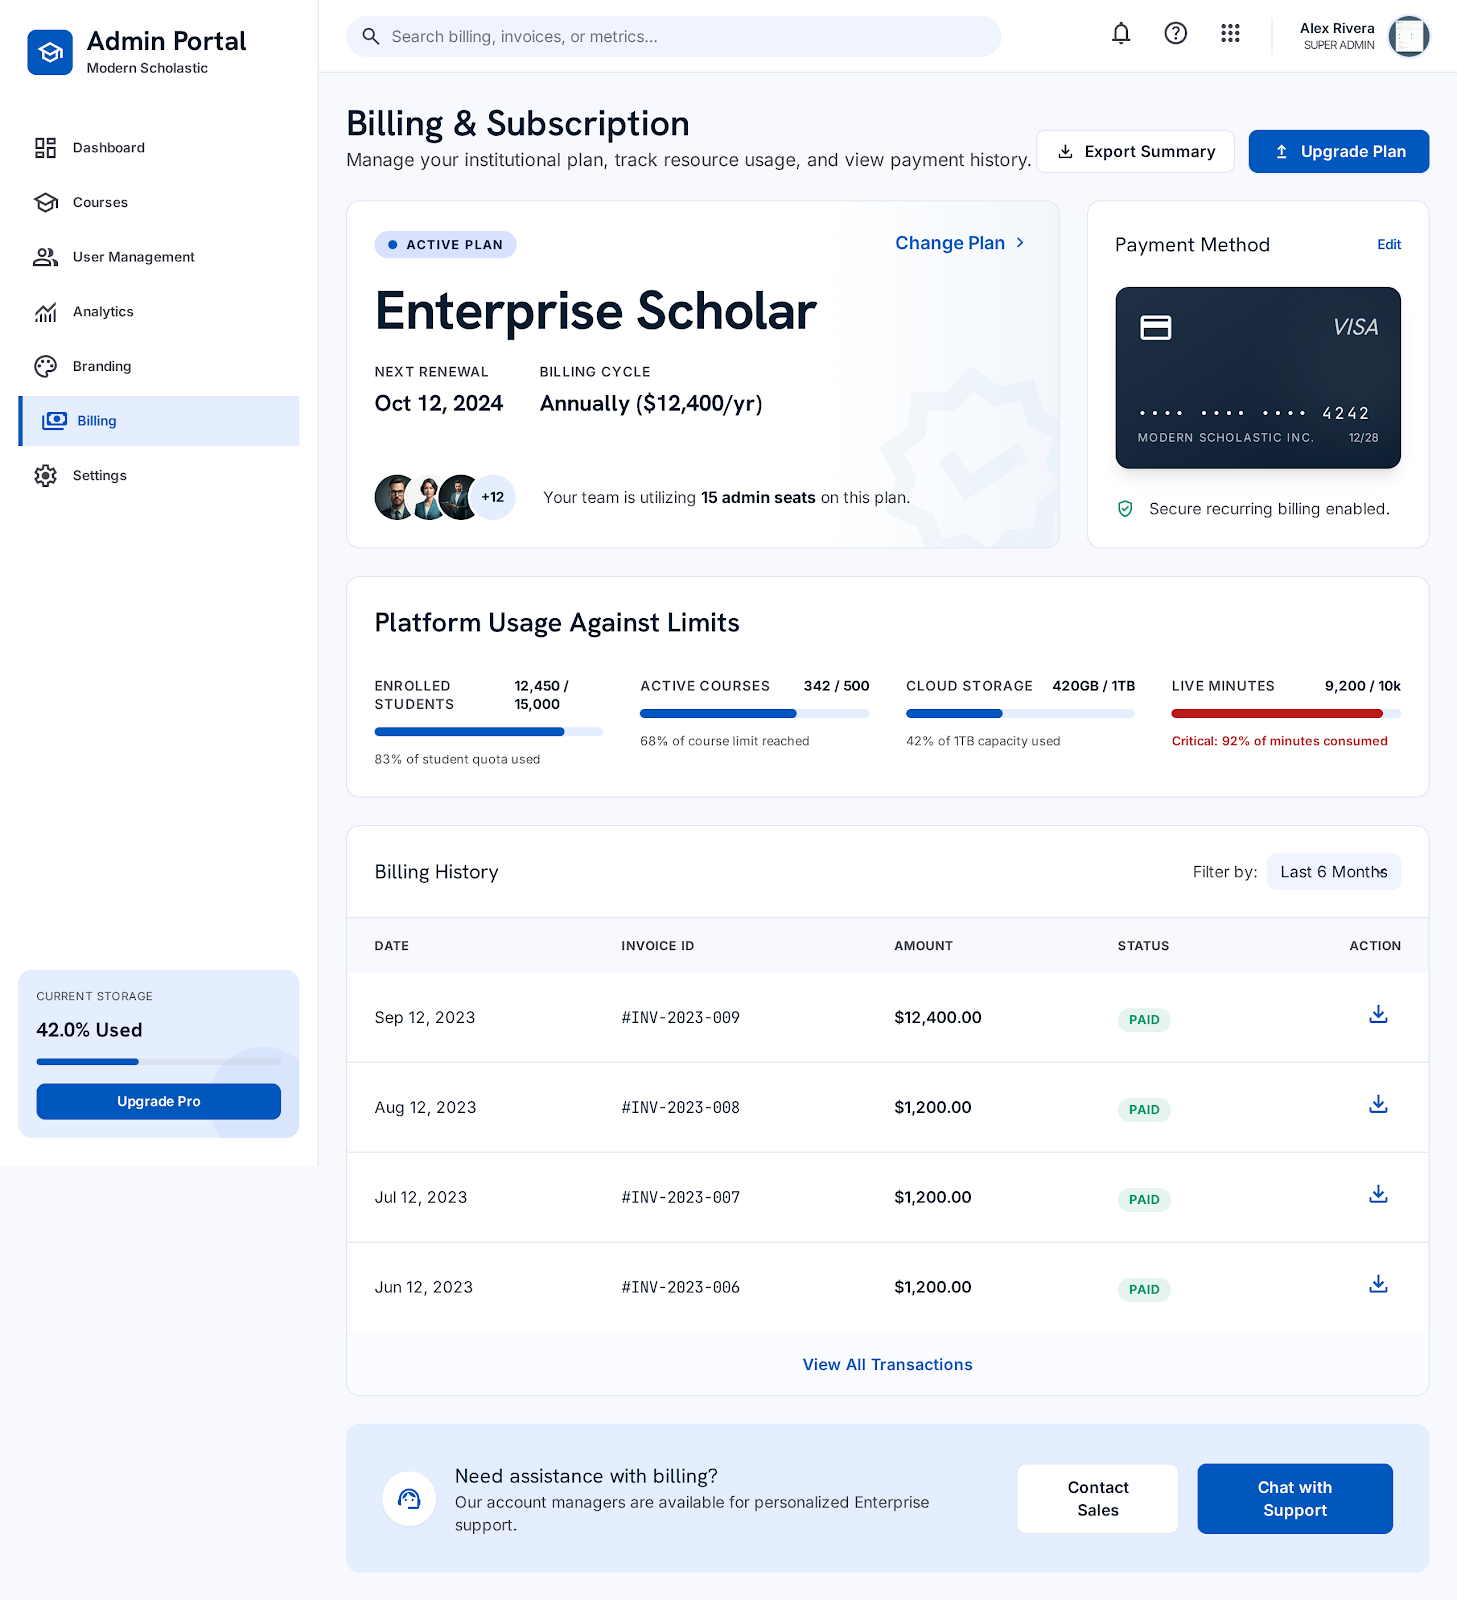 Admin Portal
Modern Scholastic
Dashboard
Courses
User Management
Analytics
Branding
Billing
Settings
CURRENT STORAGE
42.0% Used
Upgrade Pro
Search billing, invoices, or metrics...
Alex Rivera
SUPER ADMIN
Billing & Subscription
Manage your institutional plan, track resource usage, and view payment history.
Export Summary
Upgrade Plan
ACTIVE PLAN
Change Plan
Enterprise Scholar
NEXT RENEWAL
Oct 12, 2024
BILLING CYCLE
Annually ($12,400/yr)
+12
Your team is utilizing 15 admin seats on this plan.
Payment Method
Edit
VISA
•••• •••• •••• 4242
MODERN SCHOLASTIC INC.
12/28
Secure recurring billing enabled.
Platform Usage Against Limits
ENROLLED
STUDENTS
12,450 /
15,000
83% of student quota used
ACTIVE COURSES
342 / 500
68% of course limit reached
CLOUD STORAGE
420GB / 1TB
42% of 1TB capacity used
LIVE MINUTES
9,200 / 10k
Critical: 92% of minutes consumed
Billing History
Filter by:
Last 6 Months
DATE INVOICE ID AMOUNT STATUS ACTION
Sep 12, 2023 #INV-2023-009 $12,400.00 PAID
Aug 12, 2023 #INV-2023-008 $1,200.00 PAID
Jul 12, 2023 #INV-2023-007 $1,200.00 PAID
Jun 12, 2023 #INV-2023-006 $1,200.00 PAID
View All Transactions
Need assistance with billing?
Our account managers are available for personalized Enterprise
support.
Contact
Sales
Chat with
Support